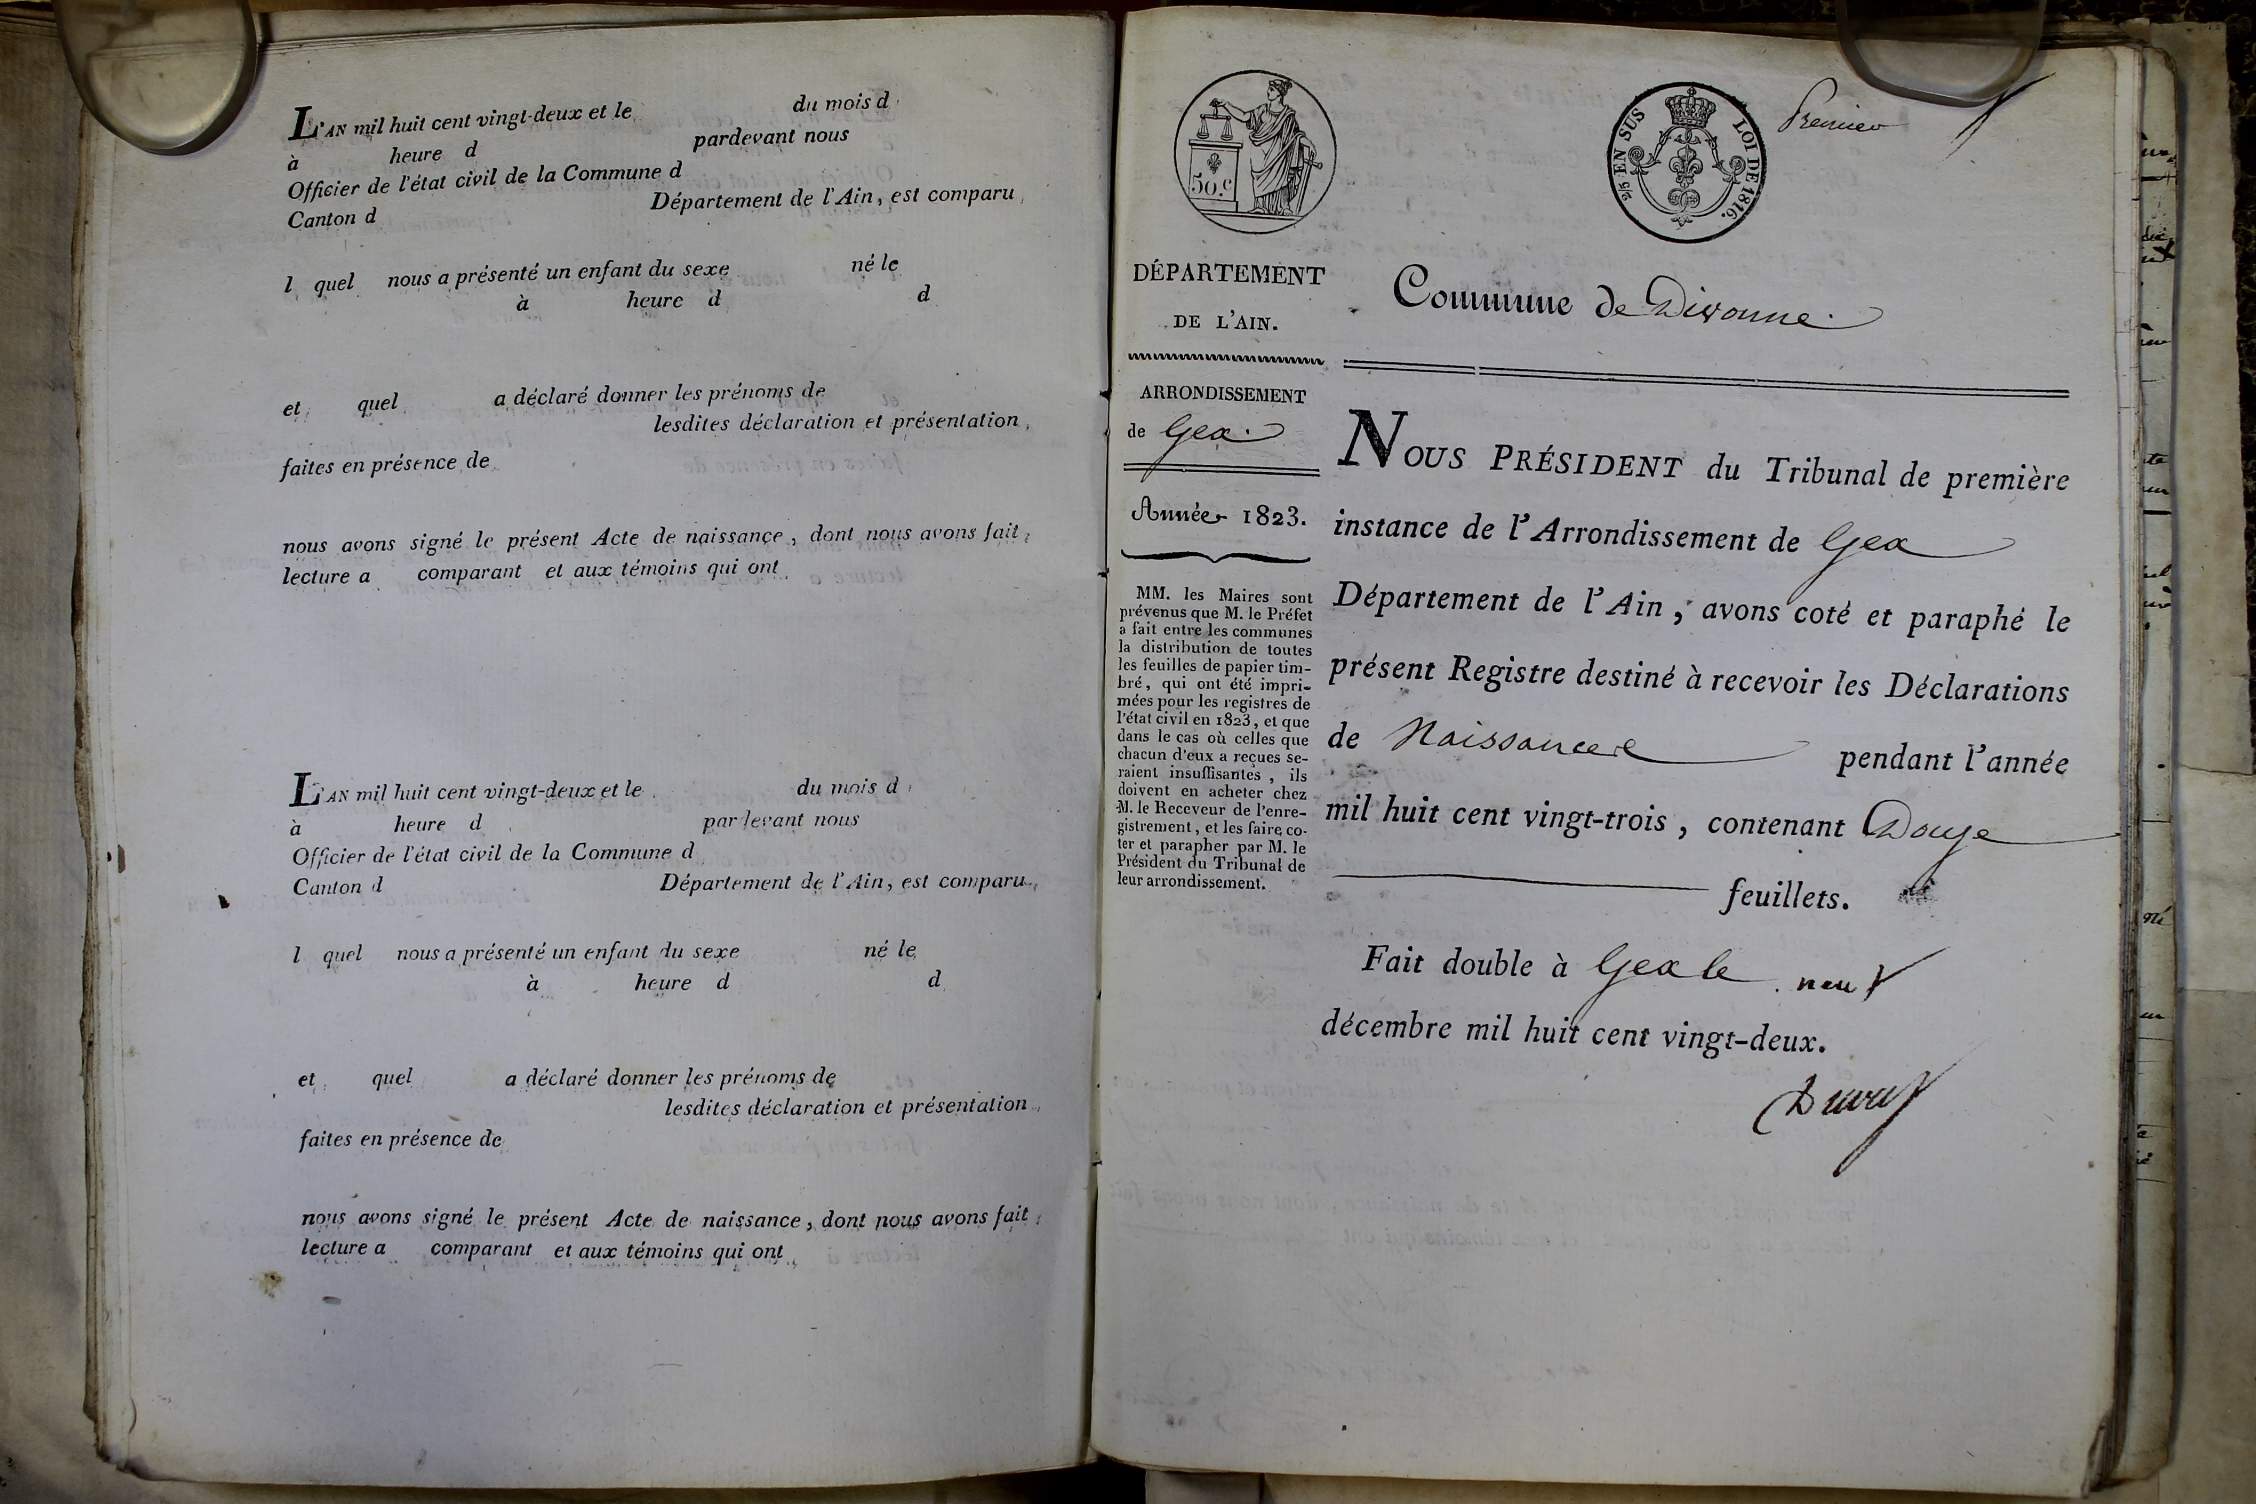 L'AN mil huit cent vingt-deux et le du mois d
à heure d pardevant nous
Officier de l'état civil de la Commune d
Canton d Département de l'Ain, est comparu
l quel nous a présenté un enfant du sexe né le
à heure d d
et quel a déclaré donner les prénoms de
lesdites déclaration et présentation,
faites en présence de
nous avons signé le présent Acte de naissance, dont nous avons fait
lecture a comparant et aux témoins qui ont
L'AN mil huit cent vingt-deux et le du mois d
à heure d pardevant nous
Officier de l'état civil de la Commune d
Canton d Département de l'Ain, est comparu
l quel nous a présenté un enfant du sexe né le
à heure d d
et quel a déclaré donner les prénoms de
lesdites déclaration et présentation,
faites en présence de
nous avons signé le présent Acte de naissance, dont nous avons fait
lecture a comparant et aux témoins qui ont
50.c
2/5 EN SUS LOI DE 1816.
Premier
DÉPARTEMENT
DE L'AIN.
ARRONDISSEMENT
de Gex.
Année 1823.
MM. les Maires sont
prévenus que M. le Préfet
a fait entre les communes
la distribution de toutes
les feuilles de papier tim-
bré, qui ont été impri-
mées pour les registres de
l'état civil en 1823, et que
dans le cas où celles que
chacun d'eux a reçues se-
raient insuffisantes, ils
doivent en acheter chez
M. le Receveur de l'enre-
gistrement, et les faire co-
ter et parapher par M. le
Président du Tribunal de
leur arrondissement.
Commune de Divonne.
NOUS PRÉSIDENT du Tribunal de première
instance de l'Arrondissement de Gex
Département de l'Ain, avons coté et paraphé le
présent Registre destiné à recevoir les Déclarations
de Naissance pendant l'année
mil huit cent vingt-trois, contenant Douze
feuillets.
Fait double à Gex le neuf
décembre mil huit cent vingt-deux.